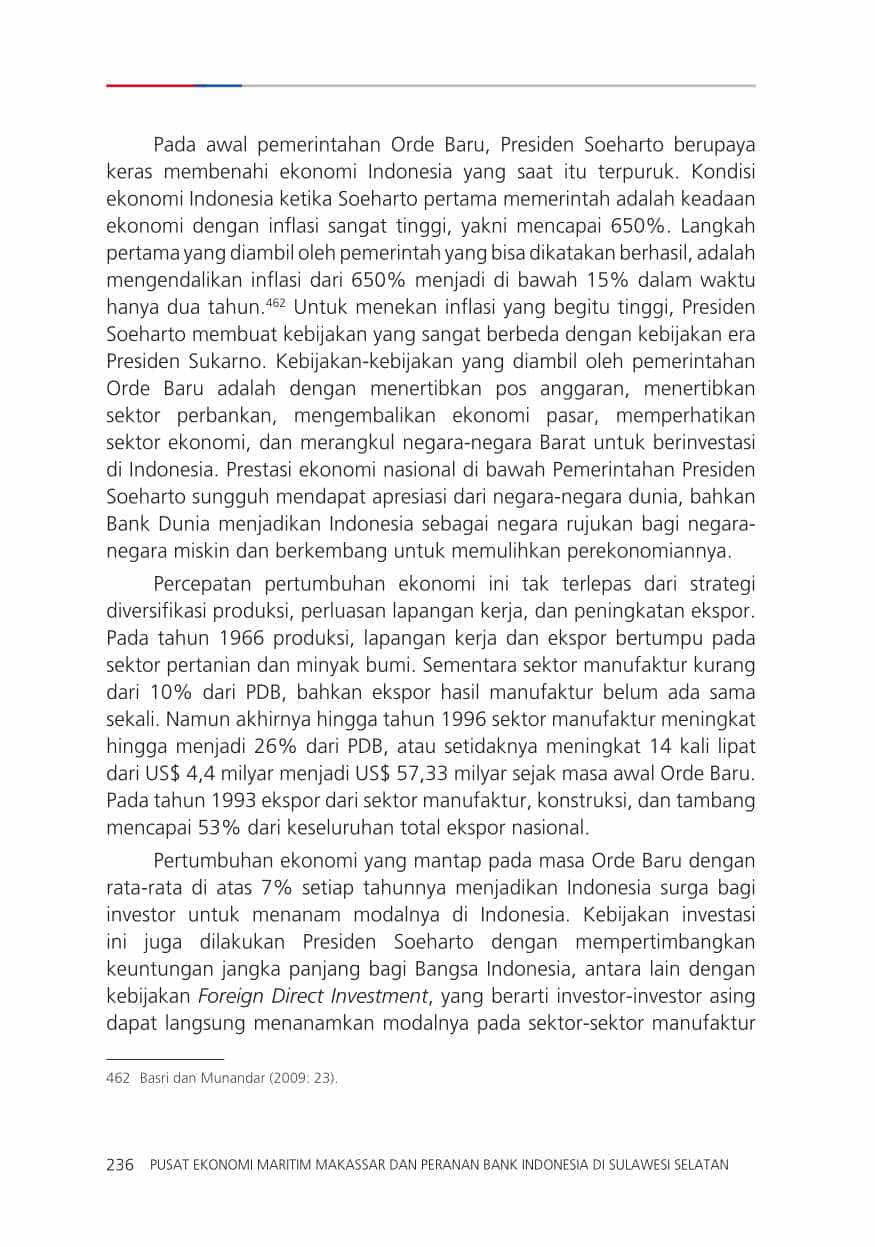 Pada awal pemerintahan Orde Baru, Presiden Soeharto berupaya
keras membenahi ekonomi Indonesia yang saat itu terpuruk. Kondisi
ekonomi Indonesia ketika Soeharto pertama memerintah adalah keadaan
ekonomi dengan inflasi sangat tinggi, yakni mencapai 650%. Langkah
pertama yang diambil oleh pemerintah yang bisa dikatakan berhasil, adalah
mengendalikan inflasi dari 650% menjadi di bawah 15% dalam waktu
hanya dua tahun.462 Untuk menekan inflasi yang begitu tinggi, Presiden
Soeharto membuat kebijakan yang sangat berbeda dengan kebijakan era
Presiden Sukarno. Kebijakan-kebijakan yang diambil oleh pemerintahan
Orde Baru adalah dengan menertibkan pos anggaran, menertibkan
sektor perbankan, mengembalikan ekonomi pasar, memperhatikan
sektor ekonomi, dan merangkul negara-negara Barat untuk berinvestasi
di Indonesia. Prestasi ekonomi nasional di bawah Pemerintahan Presiden
Soeharto sungguh mendapat apresiasi dari negara-negara dunia, bahkan
Bank Dunia menjadikan Indonesia sebagai negara rujukan bagi negara-
negara miskin dan berkembang untuk memulihkan perekonomiannya.
Percepatan pertumbuhan ekonomi ini tak terlepas dari strategi
diversifikasi produksi, perluasan lapangan kerja, dan peningkatan ekspor.
Pada tahun 1966 produksi, lapangan kerja dan ekspor bertumpu pada
sektor pertanian dan minyak bumi. Sementara sektor manufaktur kurang
dari 10% dari PDB, bahkan ekspor hasil manufaktur belum ada sama
sekali. Namun akhirnya hingga tahun 1996 sektor manufaktur meningkat
hingga menjadi 26% dari PDB, atau setidaknya meningkat 14 kali lipat
dari US$ 4,4 milyar menjadi US$ 57,33 milyar sejak masa awal Orde Baru.
Pada tahun 1993 ekspor dari sektor manufaktur, konstruksi, dan tambang
mencapai 53% dari keseluruhan total ekspor nasional.
Pertumbuhan ekonomi yang mantap pada masa Orde Baru dengan
rata-rata di atas 7% setiap tahunnya menjadikan Indonesia surga bagi
investor untuk menanam modalnya di Indonesia. Kebijakan investasi
ini juga dilakukan Presiden Soeharto dengan mempertimbangkan
keuntungan jangka panjang bagi Bangsa Indonesia, antara lain dengan
kebijakan Foreign Direct Investment, yang berarti investor-investor asing
dapat langsung menanamkan modalnya pada sektor-sektor manufaktur
462 Basri dan Munandar (2009: 23).
236 PUSAT EKONOMI MARITIM MAKASSAR DAN PERANAN BANK INDONESIA DI SULAWESI SELATAN